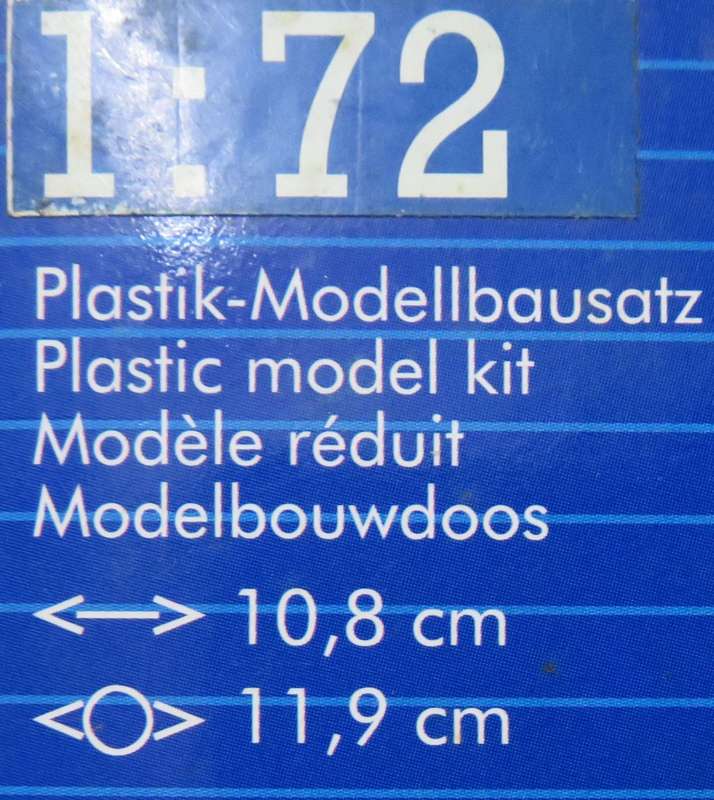 1:72
Plastik-Modellbausatz
Plastic model kit
Modèle réduit
Modelbouwdoos
10,8 cm
11,9 cm